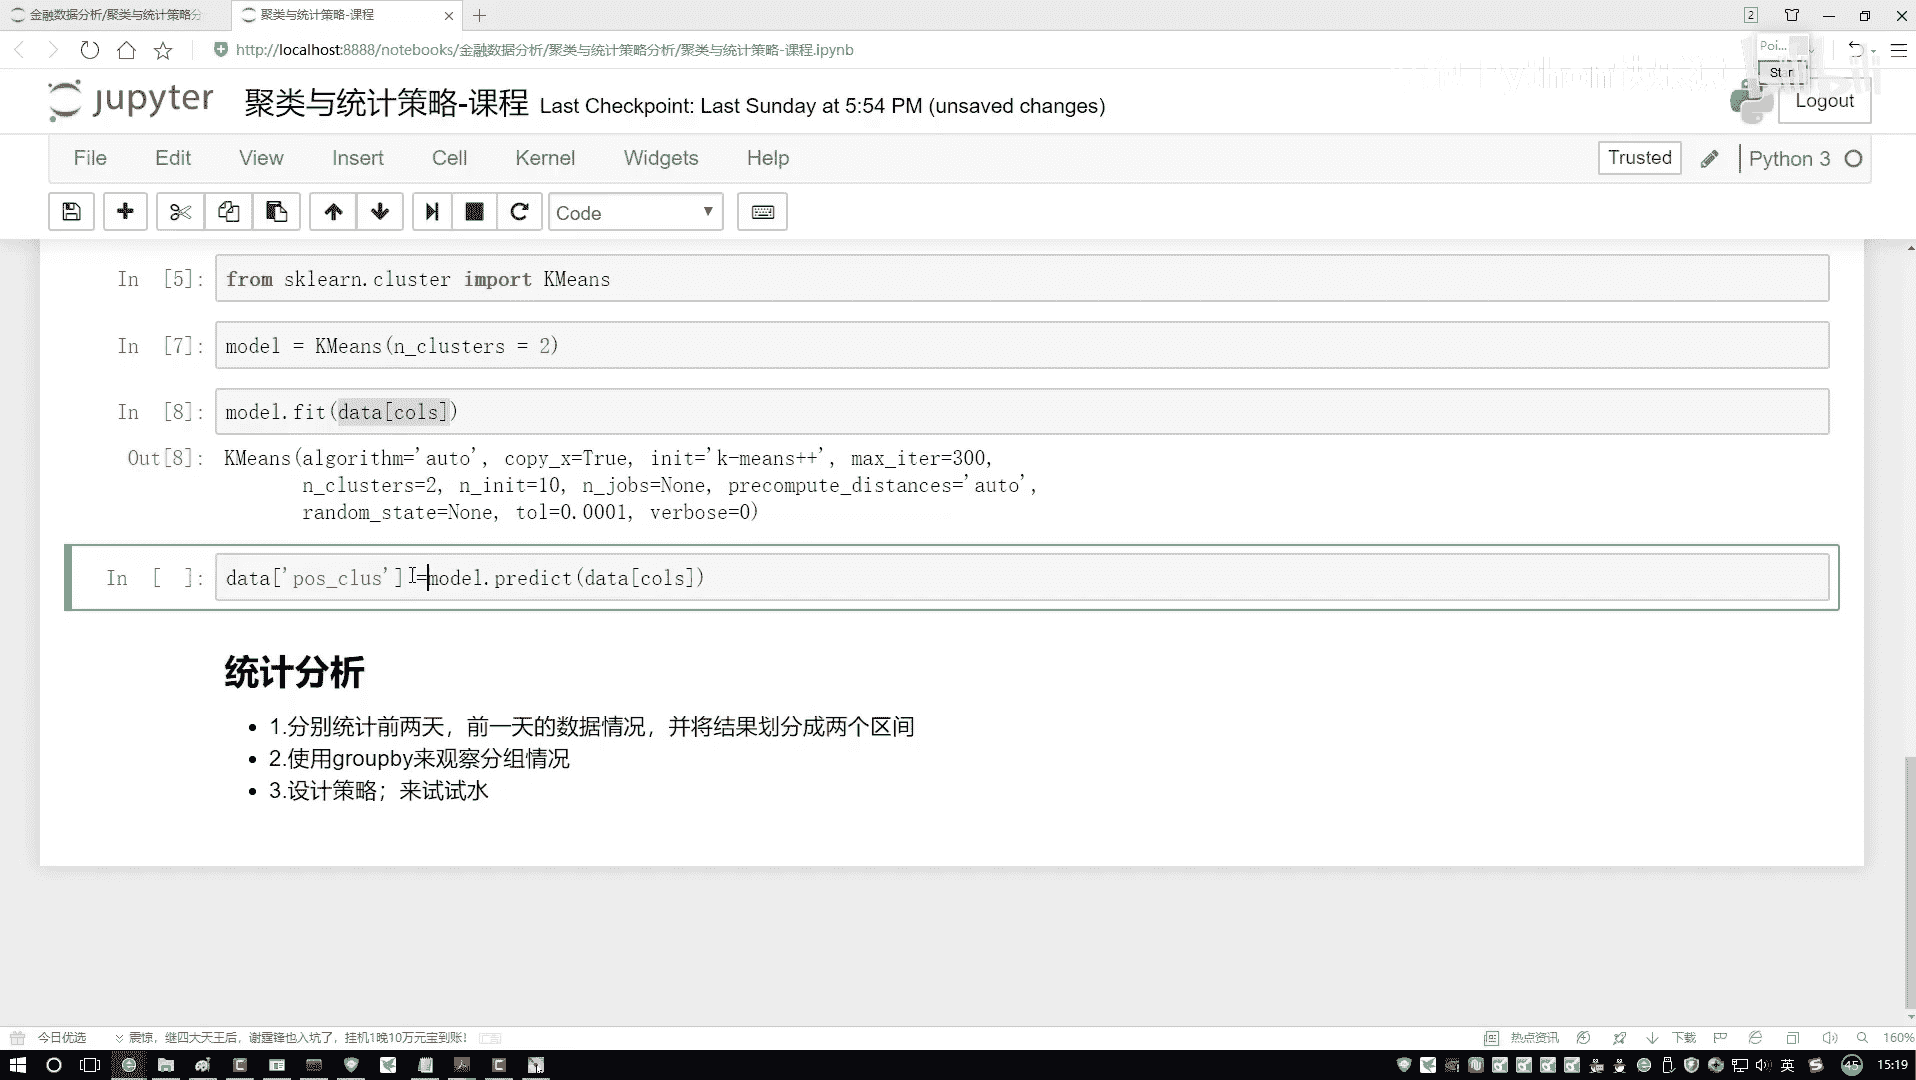 金融数据分析/聚类与统计策略分
聚类与统计策略-课程
2
http://localhost:8888/notebooks/金融数据分析/聚类与统计策略分析/聚类与统计策略-课程.ipynb
Poi...
jupyter 聚类与统计策略-课程 Last Checkpoint: Last Sunday at 5:54 PM (unsaved changes)
Logout
File Edit View Insert Cell Kernel Widgets Help
Trusted Python 3
Code
In [5]: from sklearn.cluster import KMeans
In [7]: model = KMeans(n_clusters = 2)
In [8]: model.fit(data[cols])
Out[8]: KMeans(algorithm='auto', copy_x=True, init='k-means++', max_iter=300,
n_clusters=2, n_init=10, n_jobs=None, precompute_distances='auto',
random_state=None, tol=0.0001, verbose=0)
In [ ]: data['pos_clus'] =model.predict(data[cols])
统计分析
1.分别统计前两天，前一天的数据情况，并将结果划分成两个区间
2.使用groupby来观察分组情况
3.设计策略；来试试水
今日优选 震惊，继四大天王后，谢霆锋也入坑了，挂机1晚10万元宝到账！
热点资讯 下载 160%
英 45 15:19